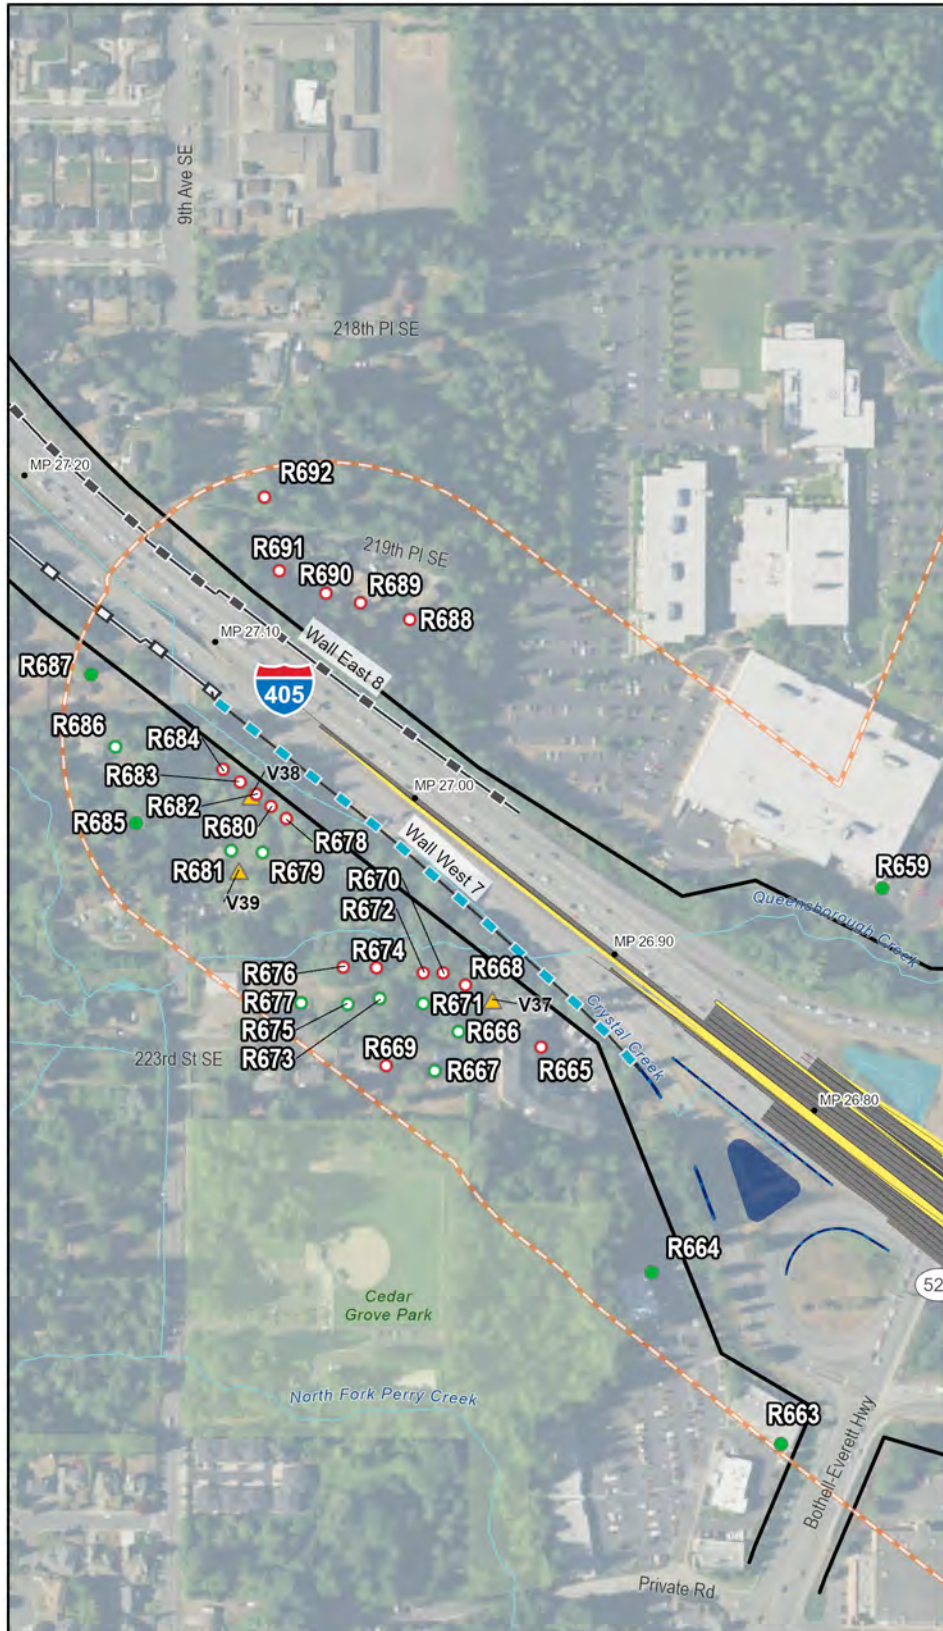 9th Ave SE
218th Pl SE
MP 27.20
R692
219th Pl SE
R691
R690
R689
R688
MP 27.10
Wall East 8
R687
405
R686
R684
V38
R683
R682
R685
R680
R678
MP 27.00
Wall West 7
R681
R679
R670
R659
V39
R672
Queensborough Creek
R674
MP 26.90
R676
R668
R677
R671
V37
R675
Crystal Creek
R666
R673
223rd St SE
R669
R667
R665
MP 26.80
R664
52
Cedar
Grove Park
North Fork Perry Creek
R663
Bothell-Everett Hwy
Private Rd